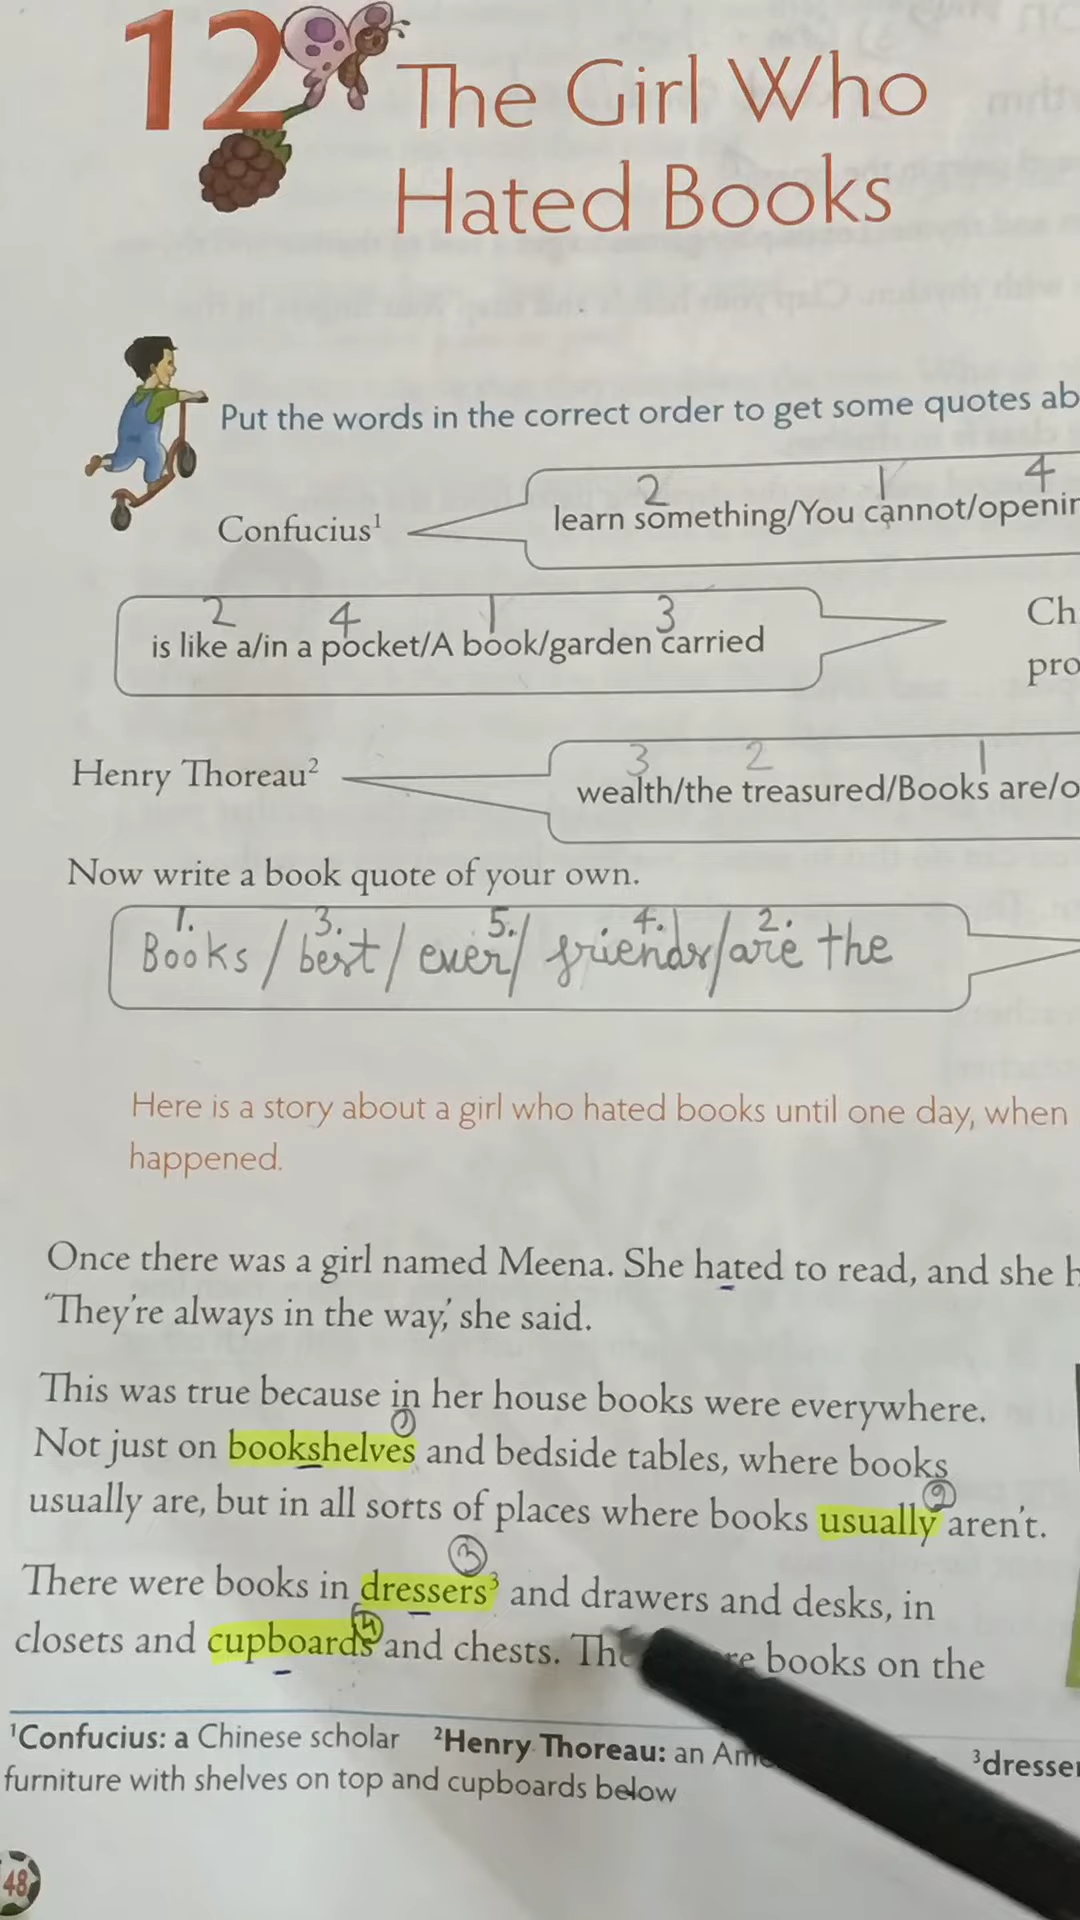 12
The Girl Who
Hated Books
Put the words in the correct order to get some quotes ab
2 1 4
Confucius¹
learn something/You cannot/openin
2 4 1 3
is like a/in a pocket/A book/garden carried
Ch
pro
3 2 1
Henry Thoreau²
wealth/the treasured/Books are/o
Now write a book quote of your own.
1. 3. 5. 4. 2.
Books / best / ever / friends / are the
Here is a story about a girl who hated books until one day, when
happened.
Once there was a girl named Meena. She hated to read, and she h
'They're always in the way,' she said.
This was true because in her house books were everywhere.
①
Not just on bookshelves and bedside tables, where books
②
usually are, but in all sorts of places where books usually aren't.
③
There were books in dressers³ and drawers and desks, in
④
closets and cupboards and chests. books on the
¹Confucius: a Chinese scholar ²Henry Thoreau: an ³dresser
furniture with shelves on top and cupboards below
48